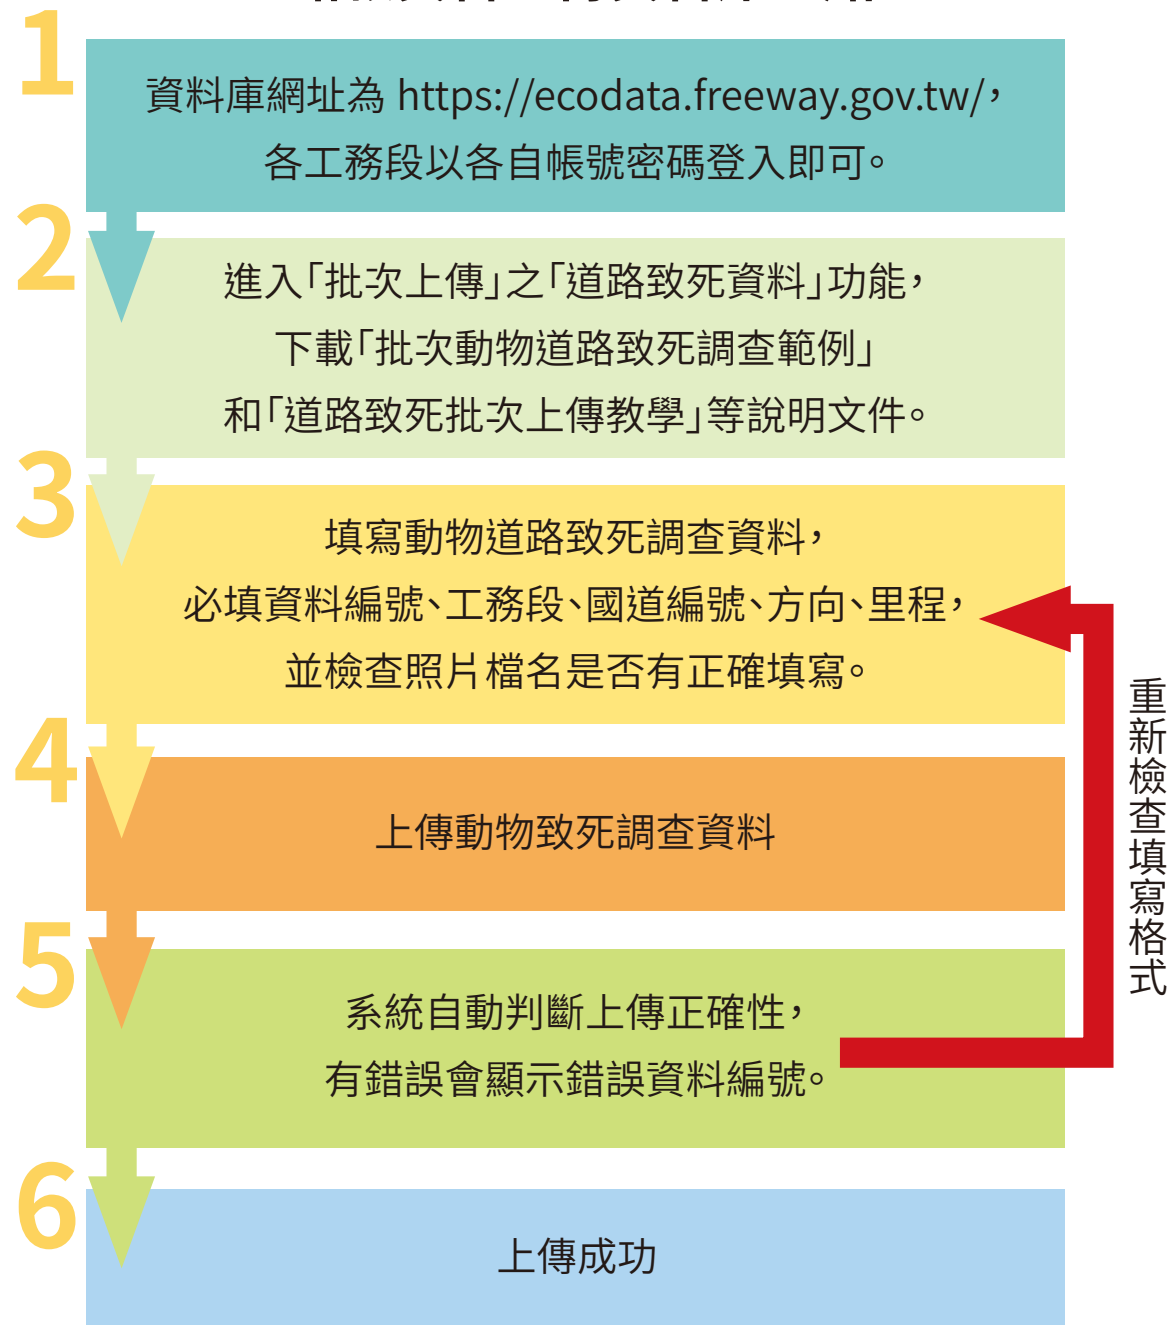 1
資料庫網址為 https://ecodata.freeway.gov.tw/，
各工務段以各自帳號密碼登入即可。
2
進入「批次上傳」之「道路致死資料」功能，
下載「批次動物道路致死調查範例」
和「道路致死批次上傳教學」等說明文件。
3
填寫動物道路致死調查資料，
必填資料編號、工務段、國道編號、方向、里程，
並檢查照片檔名是否有正確填寫。
4
上傳動物致死調查資料
5
系統自動判斷上傳正確性，
有錯誤會顯示錯誤資料編號。
重新檢查填寫格式
6
上傳成功